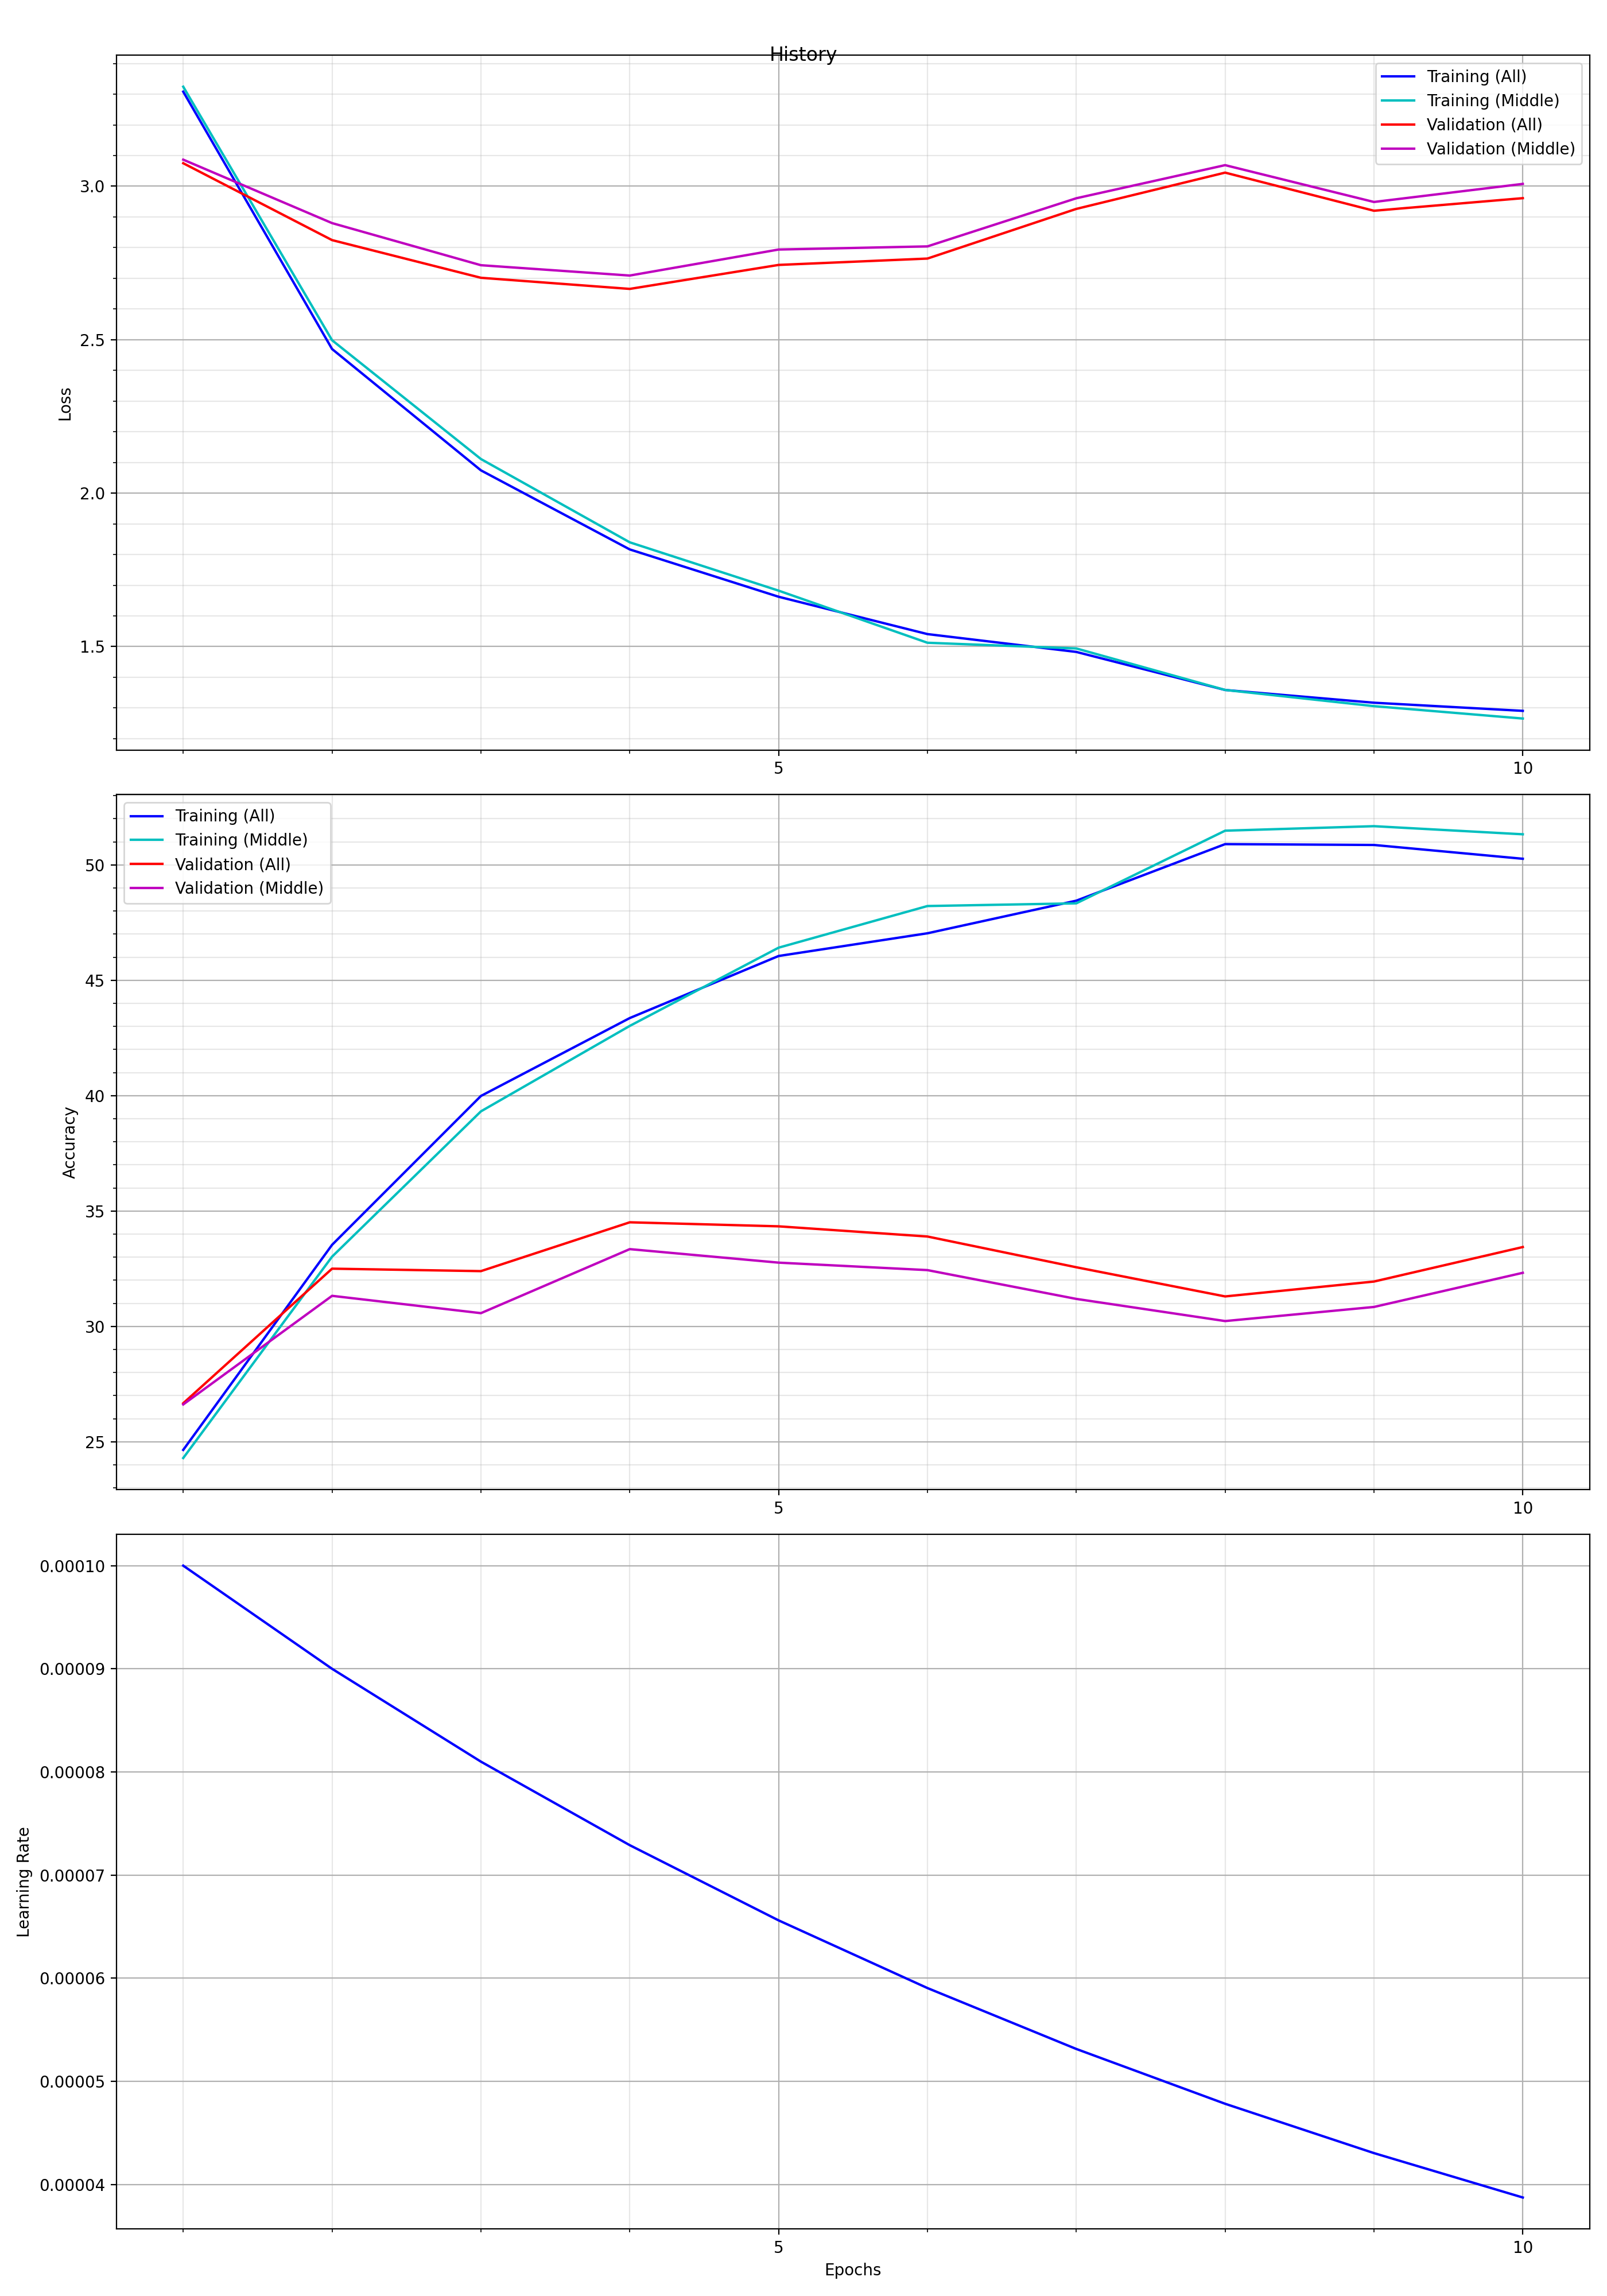 History
Training (All)
Training (Middle)
Validation (All)
Validation (Middle)
3.0
2.5
2.0
1.5
Loss
5 10
Training (All)
Training (Middle)
Validation (All)
Validation (Middle)
50
45
40
35
30
25
Accuracy
5 10
0.00010
0.00009
0.00008
0.00007
0.00006
0.00005
0.00004
Learning Rate
5 10
Epochs